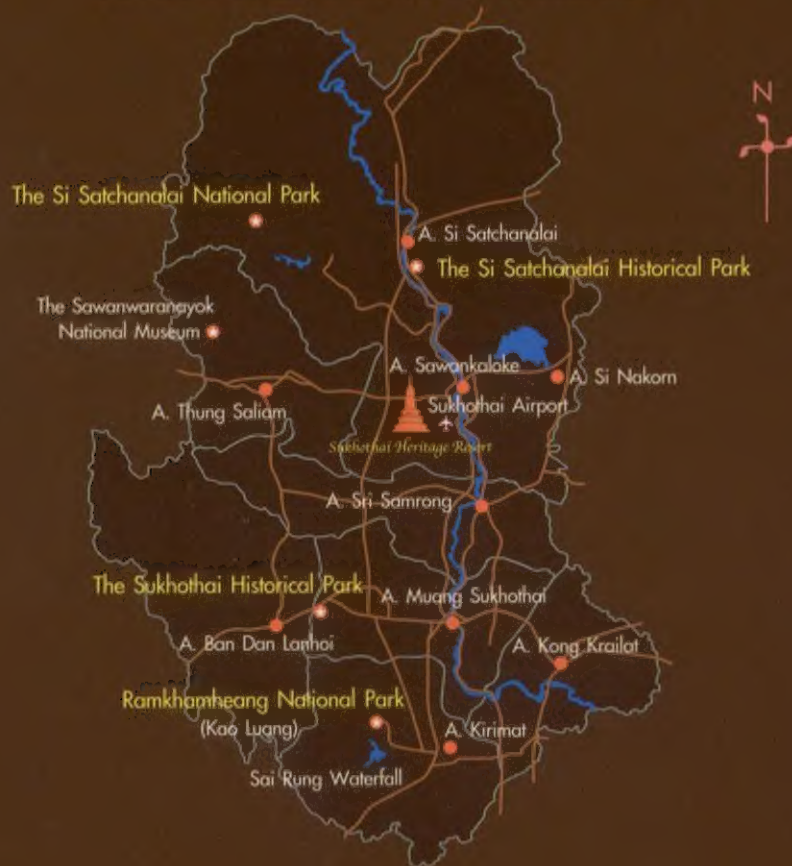 N
The Si Satchanalai National Park
A. Si Satchanalai
The Si Satchanalai Historical Park
The Sawanwaranayok
National Museum
A. Sawankaloke
A. Si Nakorn
A. Thung Saliam
Sukhothai Airport
Sukhothai Heritage Resort
A. Sri Samrong
The Sukhothai Historical Park
A. Muang Sukhothai
A. Ban Dan Lanhoi
A. Kong Krailat
Ramkhamheang National Park
(Kao Luang)
A. Kirimat
Sai Rung Waterfall